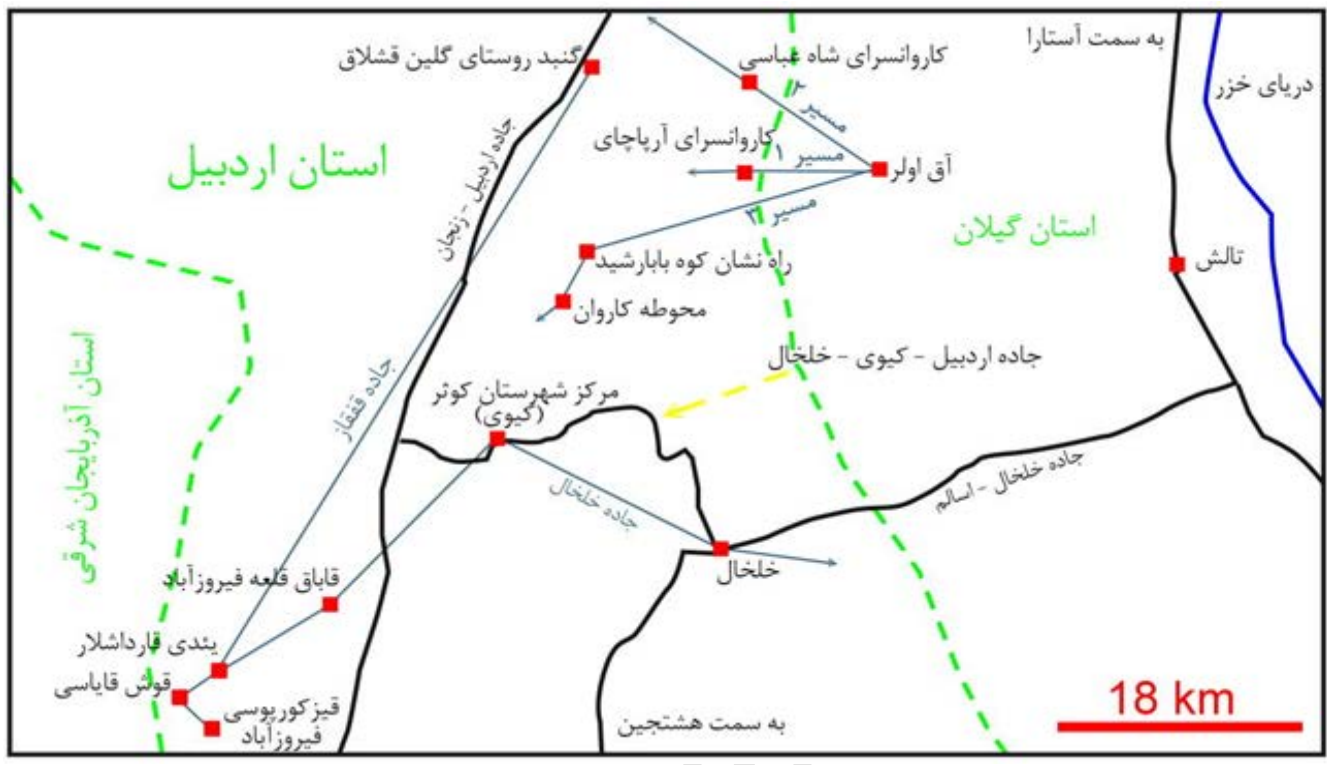 به سمت آستارا
دریای خزر
کاروانسرای شاه عباسی
گنبد روستای گلین قشلاق
مسیر ۲
کاروانسرای آرپاچای
مسیر ۱
آق اولر
جاده اردبیل - زنجان
استان اردبیل
مسیر ۳
استان گیلان
تالش
راه نشان کوه بابارشید
محوطه کاروان
جاده اردبیل - کیوی - خلخال
استان آذربایجان شرقی
جاده قفقاز
مرکز شهرستان کوثر
(کیوی)
جاده خلخال - اسالم
جاده خلخال
خلخال
قاباق قلعه فیروزآباد
یئدی قارداشلار
قوش قایاسی
قیزکورپوسی
فیروزآباد
به سمت هشتجین
18 km